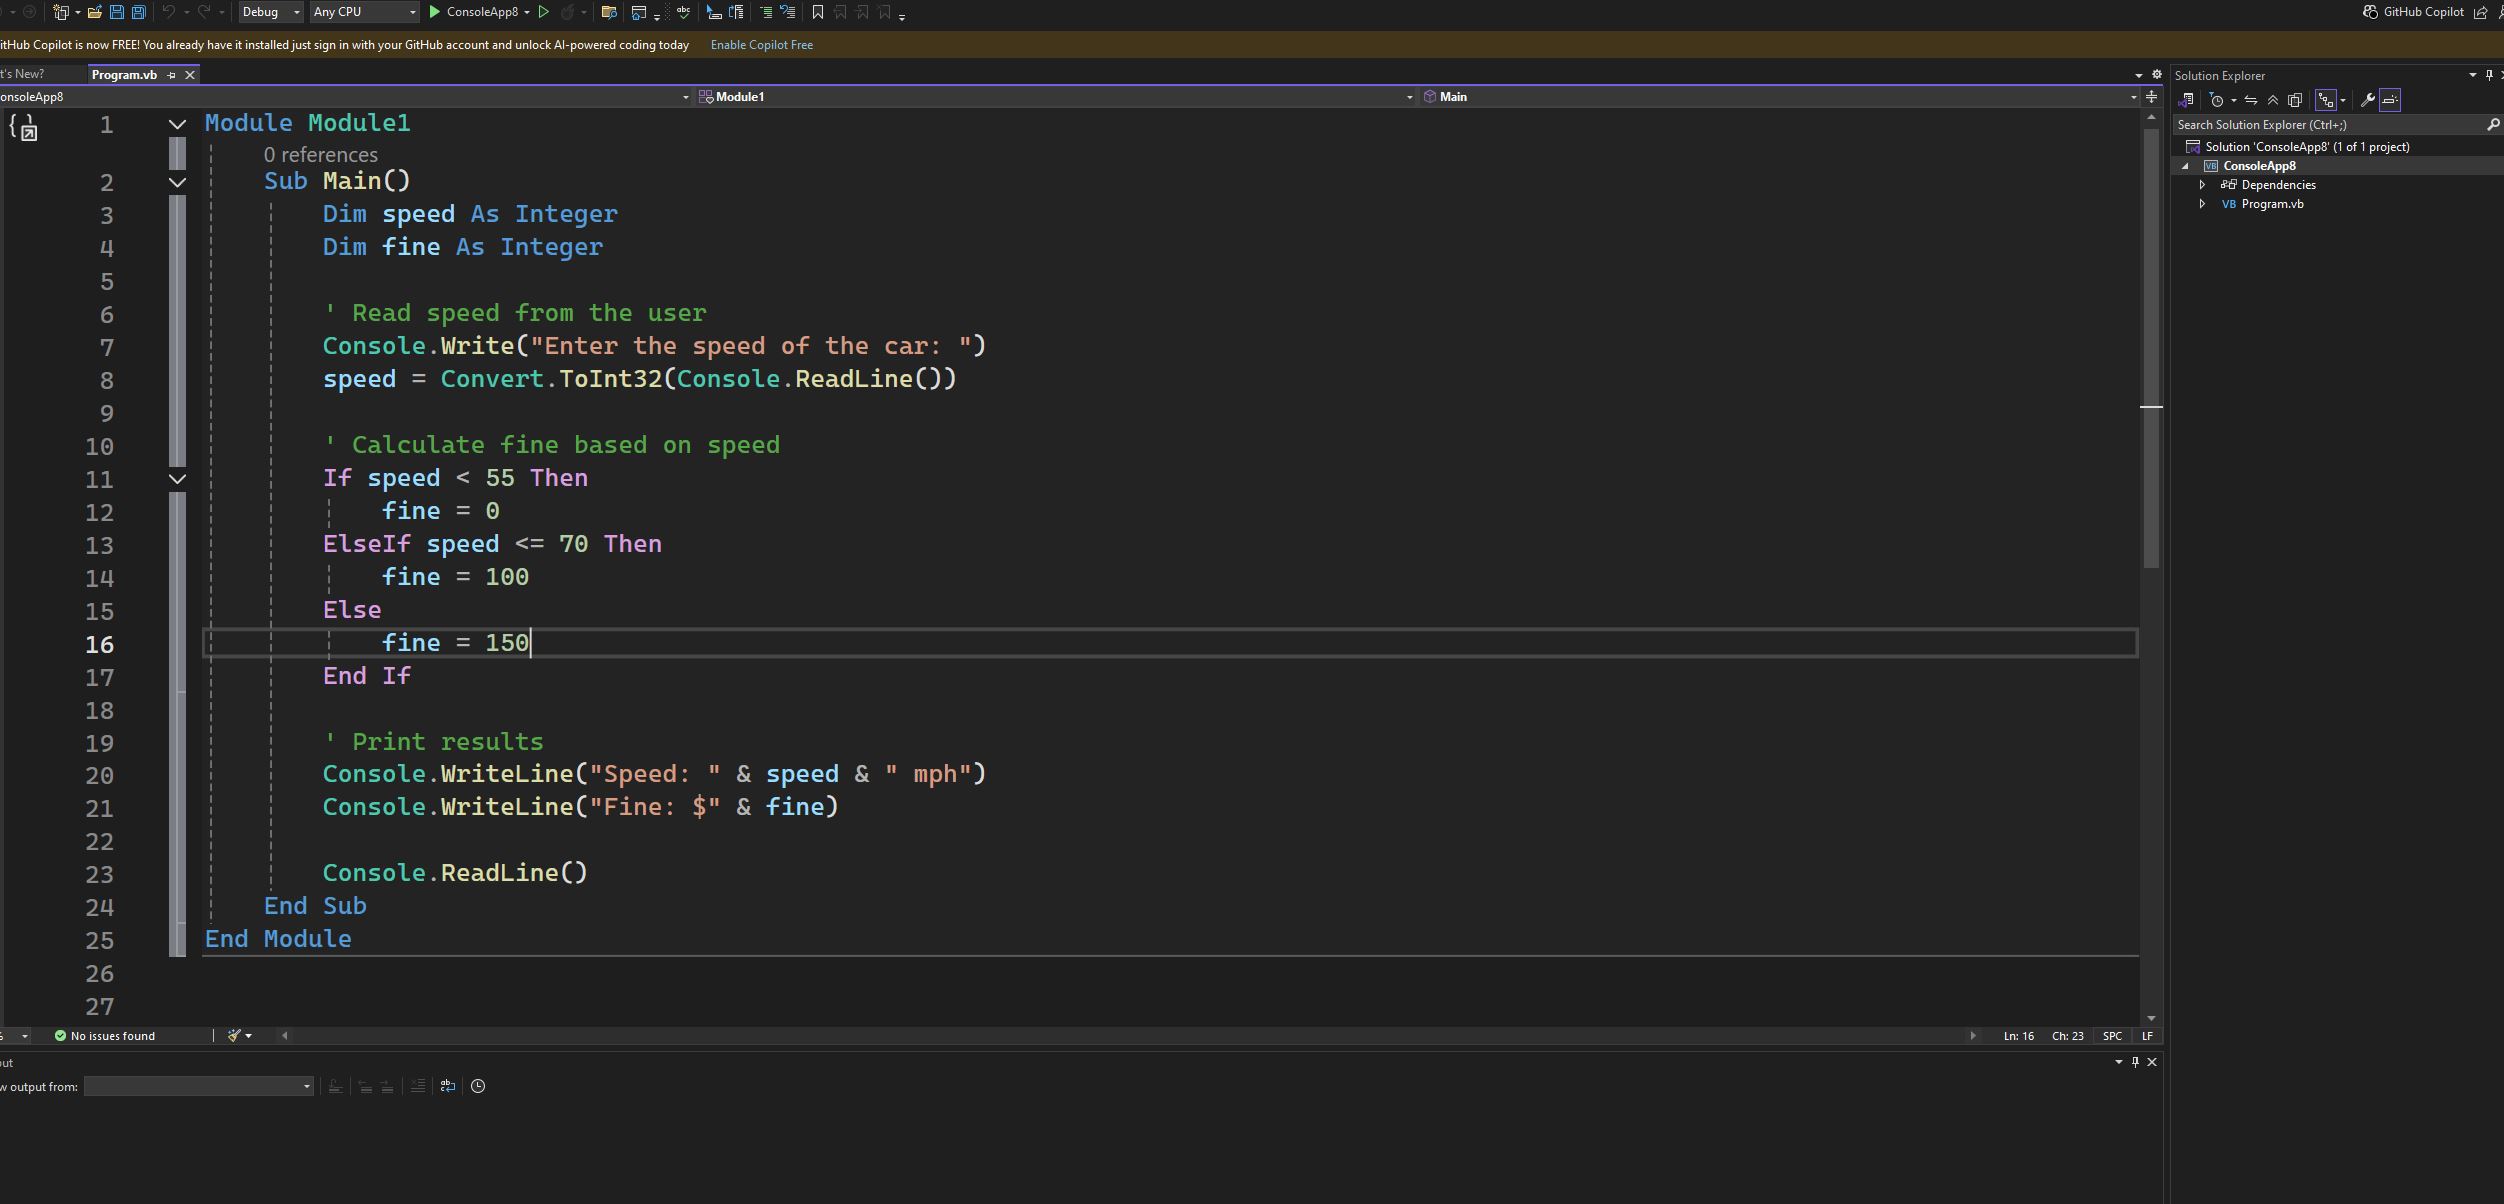 Debug Any CPU ConsoleApp8 GitHub Copilot
itHub Copilot is now FREE! You already have it installed just sign in with your GitHub account and unlock AI-powered coding today Enable Copilot Free
t's New? Program.vb
onsoleApp8 Module1 Main
1 Module Module1
0 references
2 Sub Main()
3 Dim speed As Integer
4 Dim fine As Integer
5
6 ' Read speed from the user
7 Console.Write("Enter the speed of the car: ")
8 speed = Convert.ToInt32(Console.ReadLine())
9
10 ' Calculate fine based on speed
11 If speed < 55 Then
12 fine = 0
13 ElseIf speed <= 70 Then
14 fine = 100
15 Else
16 fine = 150
17 End If
18
19 ' Print results
20 Console.WriteLine("Speed: " & speed & " mph")
21 Console.WriteLine("Fine: $" & fine)
22
23 Console.ReadLine()
24 End Sub
25 End Module
26
27
% No issues found Ln: 16 Ch: 23 SPC LF
out
w output from:
Solution Explorer
Search Solution Explorer (Ctrl+;)
Solution 'ConsoleApp8' (1 of 1 project)
VB ConsoleApp8
Dependencies
VB Program.vb